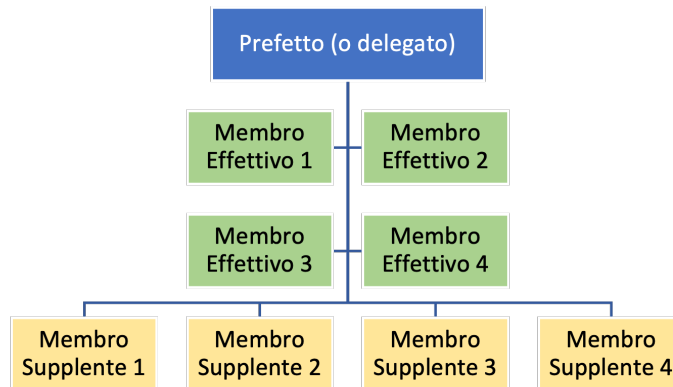 Prefetto (o delegato)
Membro
Effettivo 1
Membro
Effettivo 2
Membro
Effettivo 3
Membro
Effettivo 4
Membro
Supplente 1
Membro
Supplente 2
Membro
Supplente 3
Membro
Supplente 4